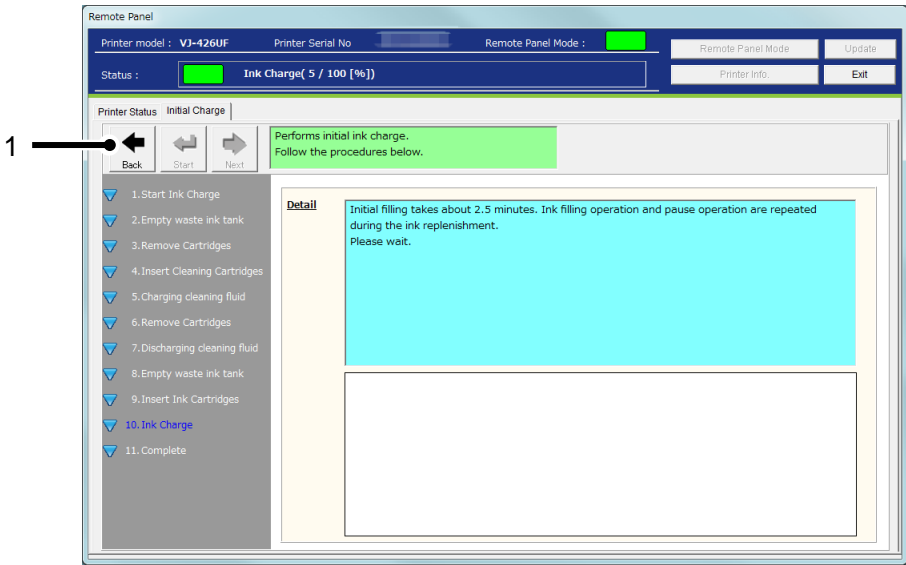 Remote Panel
Printer model : VJ-426UF Printer Serial No Remote Panel Mode : Remote Panel Mode Update
Status : Ink Charge( 5 / 100 [%]) Printer Info. Exit
Printer Status Initial Charge
1
Back Start Next
Performs initial ink charge.
Follow the procedures below.
1.Start Ink Charge
2.Empty waste ink tank
3.Remove Cartridges
4.Insert Cleaning Cartridges
5.Charging cleaning fluid
6.Remove Cartridges
7.Discharging cleaning fluid
8.Empty waste ink tank
9.Insert Ink Cartridges
10.Ink Charge
11.Complete
Detail
Initial filling takes about 2.5 minutes. Ink filling operation and pause operation are repeated
during the ink replenishment.
Please wait.